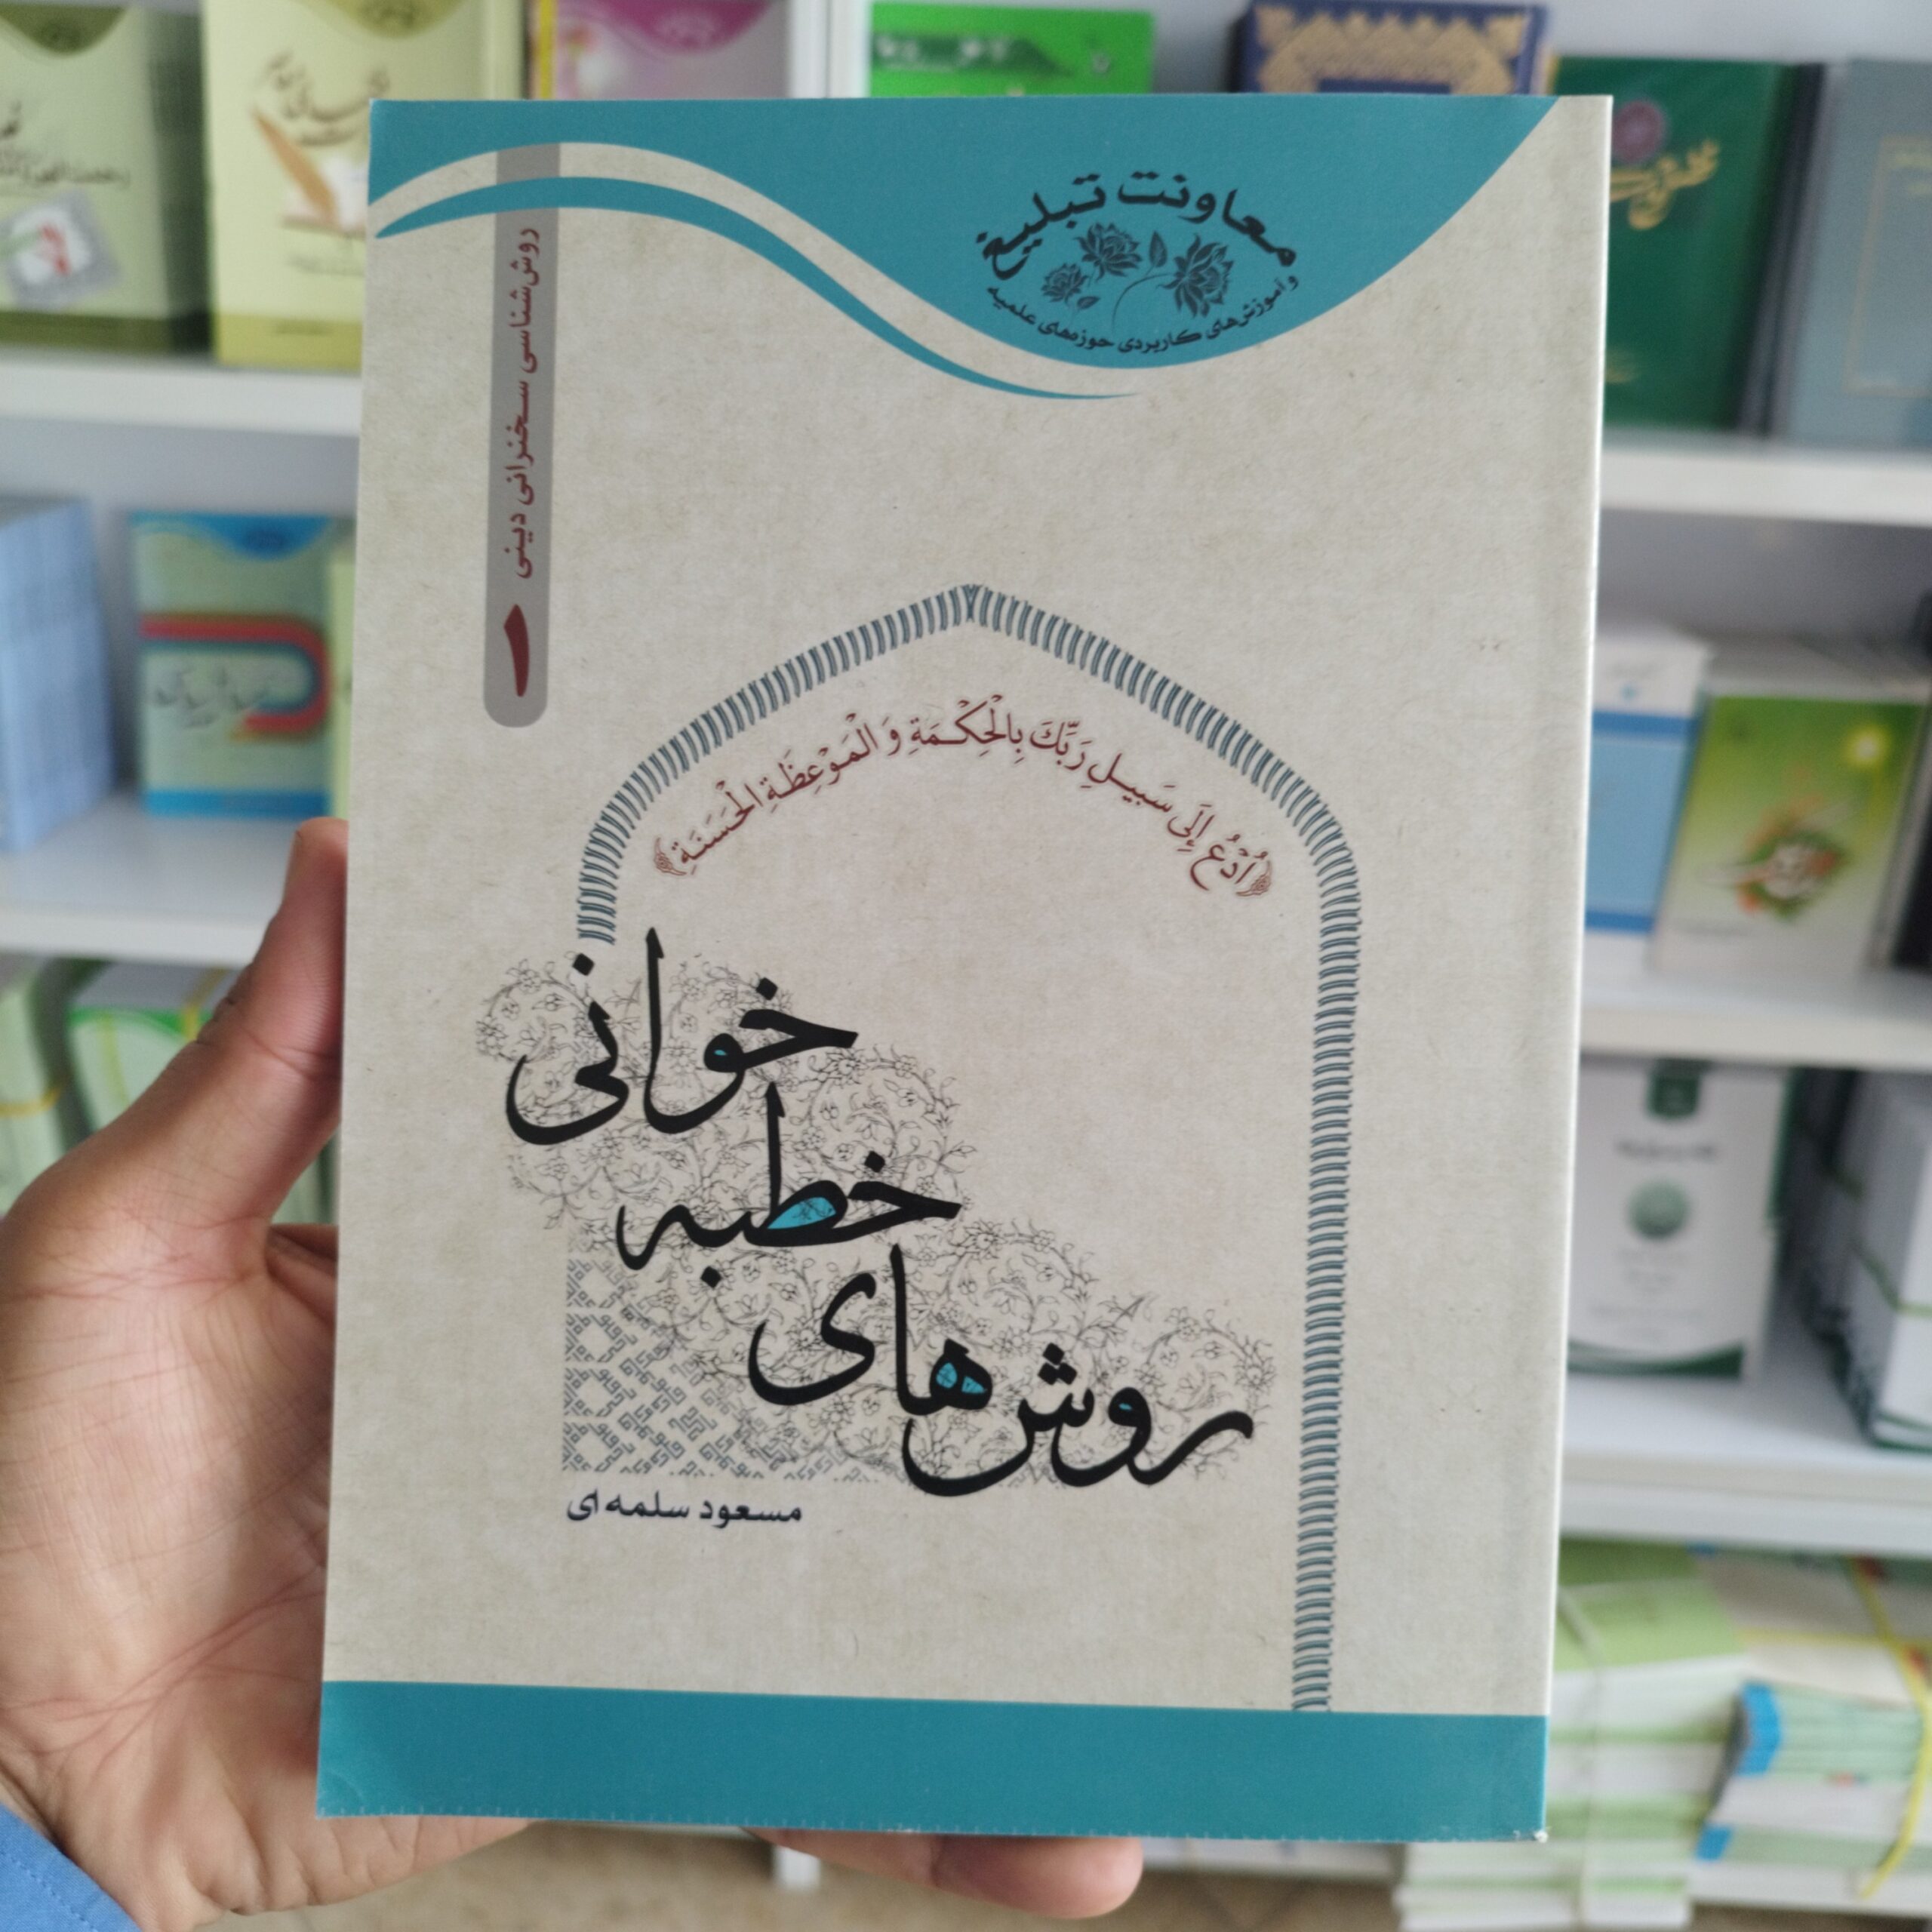 معاونت تبلیغ
و آموزش‌های کاربردی حوزه‌های علمیه
روش‌شناسی سخنرانی دینی
۱
﴿اُدْعُ إِلَى سَبِيلِ رَبِّكَ بِالْحِكْمَةِ وَ الْمَوْعِظَةِ الْحَسَنَةِ﴾
روش‌های
خطبه
خوانی
مسعود سلمه ای